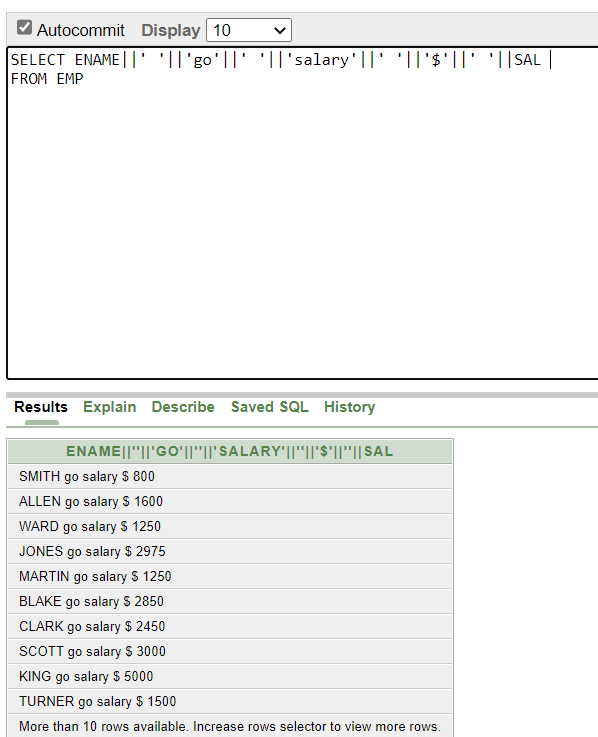 Autocommit Display 10
SELECT ENAME||' '||'go'||' '||'salary'||' '||'$'||' '||SAL
FROM EMP
Results Explain Describe Saved SQL History
ENAME||''||'GO'||''||'SALARY'||''||'$'||''||SAL
SMITH go salary $ 800
ALLEN go salary $ 1600
WARD go salary $ 1250
JONES go salary $ 2975
MARTIN go salary $ 1250
BLAKE go salary $ 2850
CLARK go salary $ 2450
SCOTT go salary $ 3000
KING go salary $ 5000
TURNER go salary $ 1500
More than 10 rows available. Increase rows selector to view more rows.